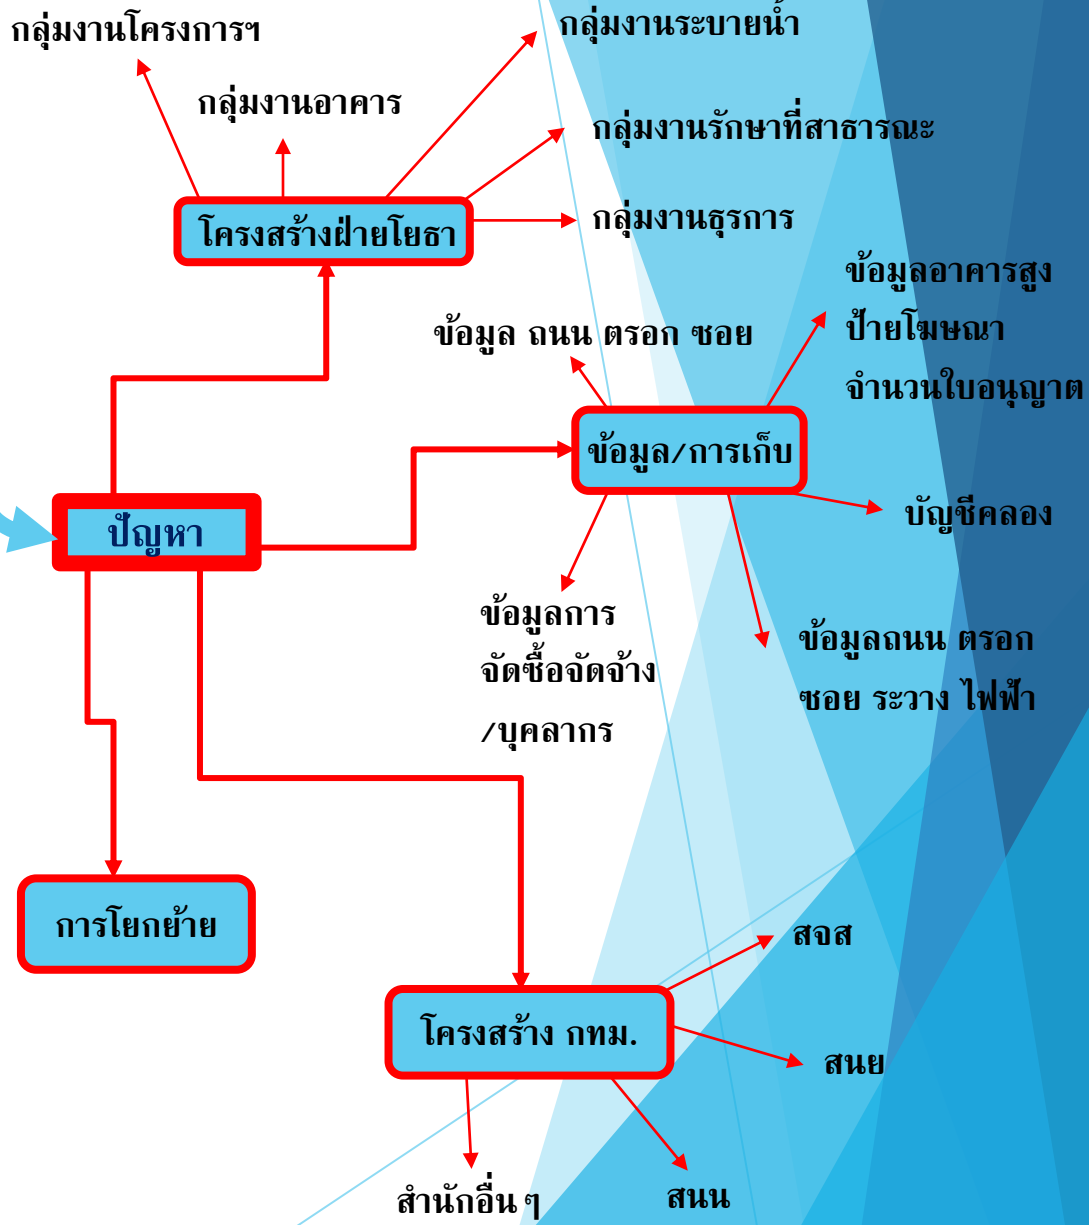 กลุ่มงานโครงการฯ
กลุ่มงานระบายน้ำ
กลุ่มงานอาคาร
กลุ่มงานรักษาที่สาธารณะ
กลุ่มงานธุรการ
โครงสร้างฝ่ายโยธา
ข้อมูลอาคารสูง
ป้ายโฆษณา
จำนวนใบอนุญาต
ข้อมูล ถนน ตรอก ซอย
ข้อมูล/การเก็บ
บัญชีคลอง
ปัญหา
ข้อมูลการ
จัดซื้อจัดจ้าง
/บุคลากร
ข้อมูลถนน ตรอก
ซอย ระวาง ไฟฟ้า
การโยกย้าย
สจส
โครงสร้าง กทม.
สนย
สำนักอื่น ๆ
สนน